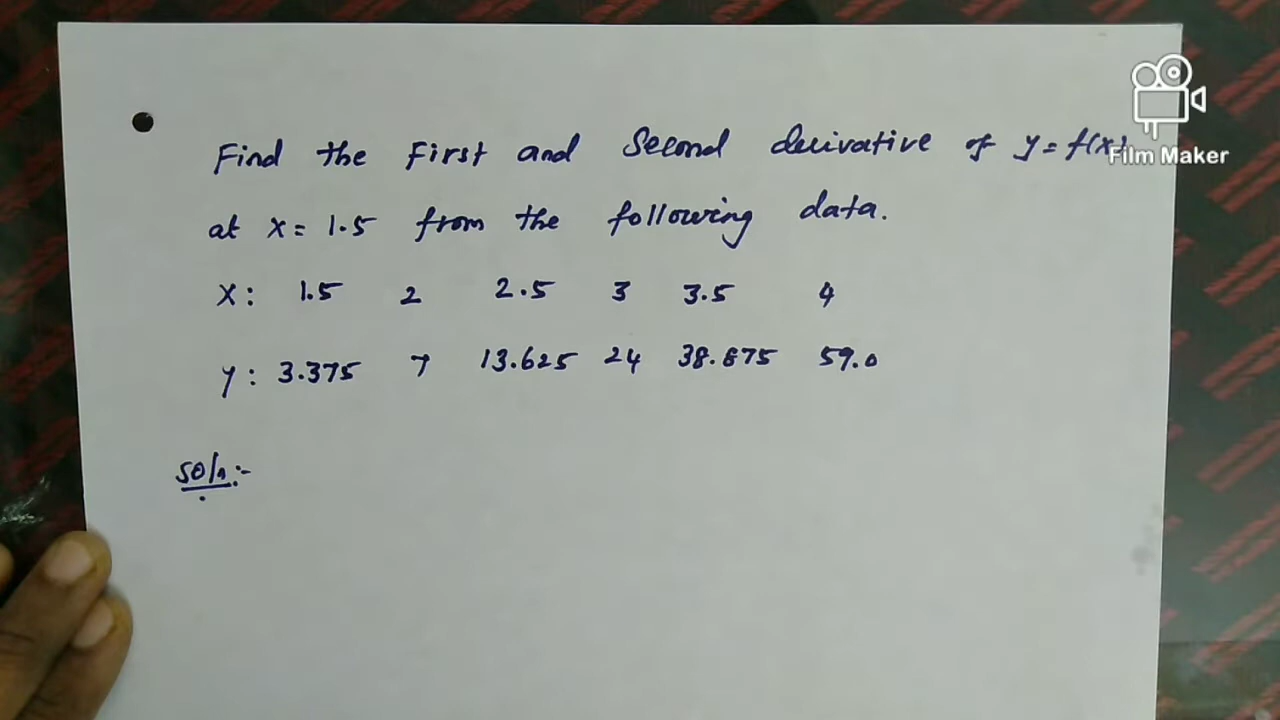 Find the First and Second derivative of y = f(x)
Film Maker
at x = 1.5 from the following data.
x: 1.5 2 2.5 3 3.5 4
y: 3.375 7 13.625 24 38.875 59.0
Soln:-